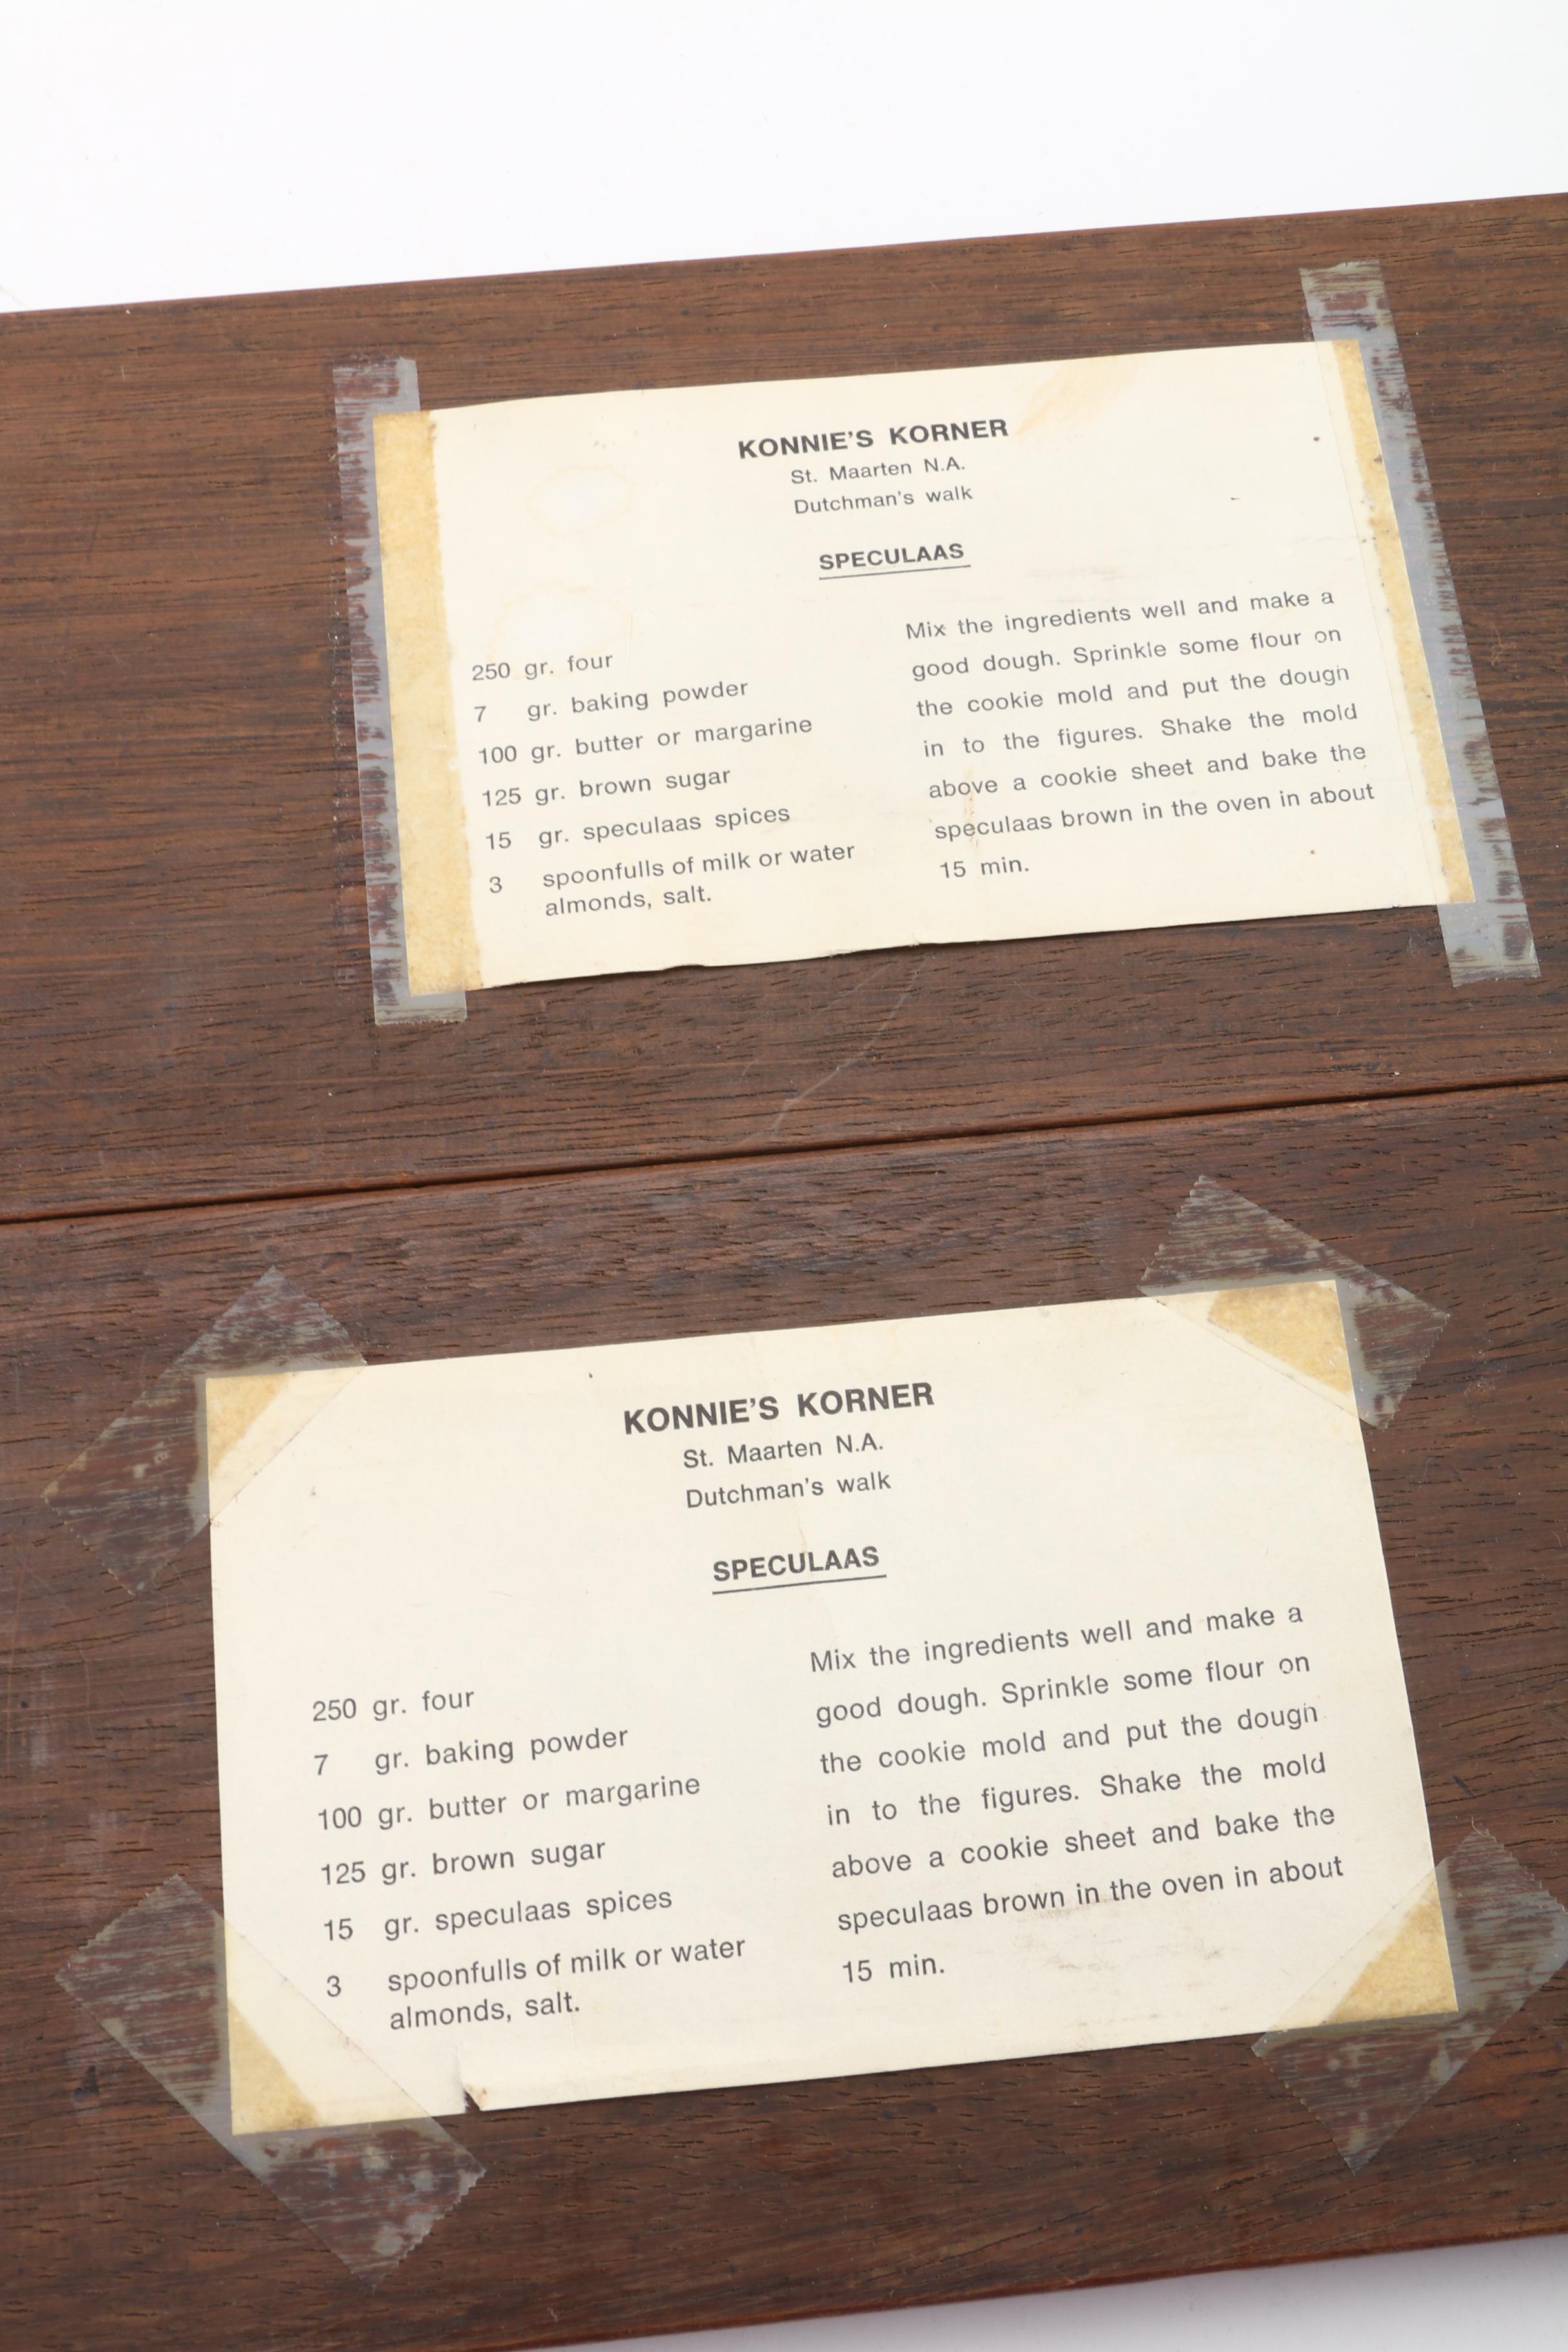 KONNIE'S KORNER
St. Maarten N.A.
Dutchman's walk
SPECULAAS
250 gr. four
7 gr. baking powder
100 gr. butter or margarine
125 gr. brown sugar
15 gr. speculaas spices
3 spoonfulls of milk or water
almonds, salt.
Mix the ingredients well and make a
good dough. Sprinkle some flour on
the cookie mold and put the dough
in to the figures. Shake the mold
above a cookie sheet and bake the
speculaas brown in the oven in about
15 min.
KONNIE'S KORNER
St. Maarten N.A.
Dutchman's walk
SPECULAAS
250 gr. four
7 gr. baking powder
100 gr. butter or margarine
125 gr. brown sugar
15 gr. speculaas spices
3 spoonfulls of milk or water
almonds, salt.
Mix the ingredients well and make a
good dough. Sprinkle some flour on
the cookie mold and put the dough
in to the figures. Shake the mold
above a cookie sheet and bake the
speculaas brown in the oven in about
15 min.